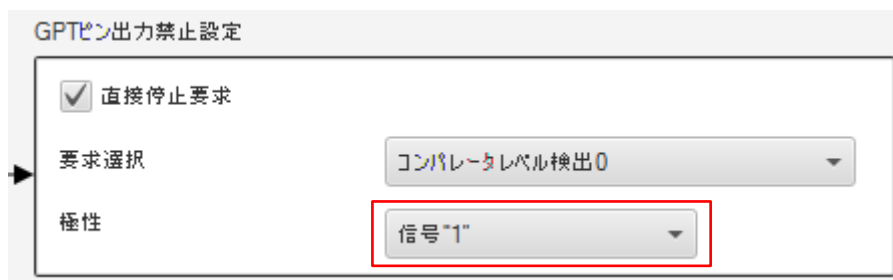 GPTピン出力禁止設定
直接停止要求
要求選択
コンパレータレベル検出0
極性
信号"1"